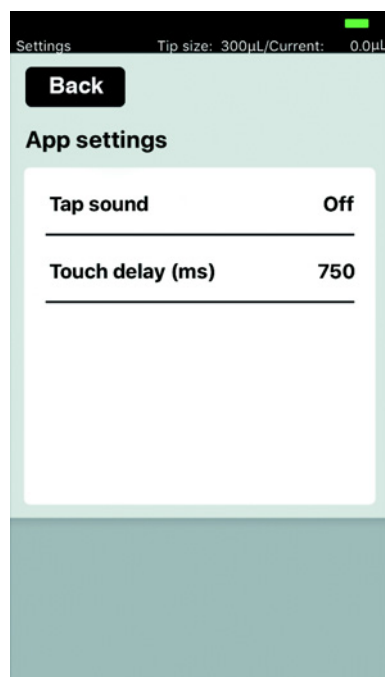 Settings Tip size: 300µL/Current: 0.0µL
Back
App settings
Tap sound Off
Touch delay (ms) 750